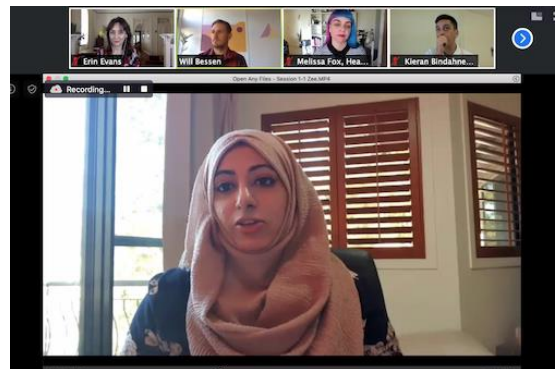 Erin Evans
Will Bessen
Melissa Fox, Hea...
Kieran Bindahne...
Open Any Files - Session 1-1 Zee.MP4
Recording...